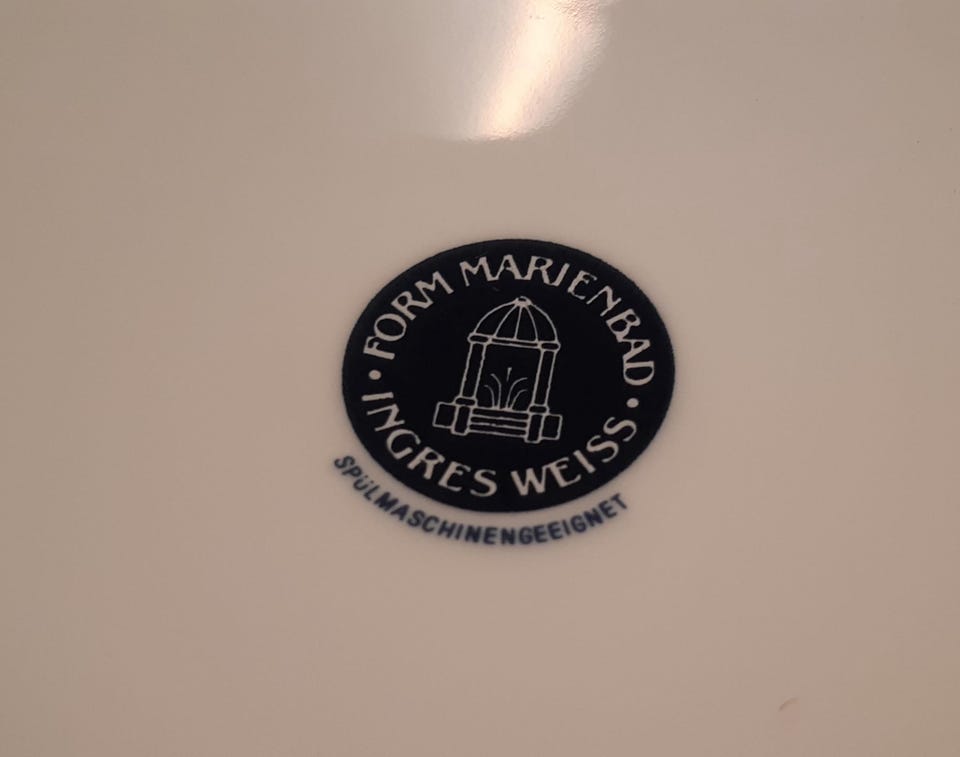 FORM MARIENBAD
INGRES WEISS
SPÜLMASCHINENGEEIGNET